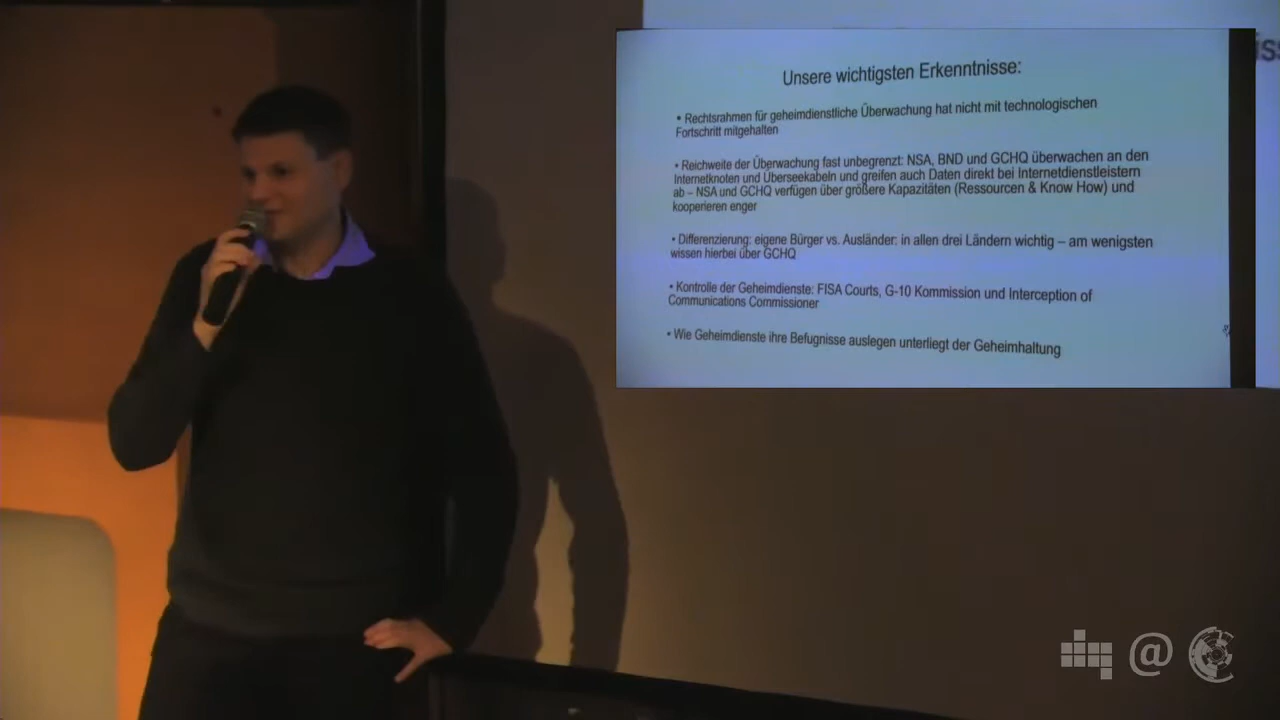 Unsere wichtigsten Erkenntnisse:
• Rechtsrahmen für geheimdienstliche Überwachung hat nicht mit technologischen
Fortschritt mitgehalten
• Reichweite der Überwachung fast unbegrenzt: NSA, BND und GCHQ überwachen an den
Internetknoten und Überseekabeln und greifen auch Daten direkt bei Internetdienstleistern
ab – NSA und GCHQ verfügen über größere Kapazitäten (Ressourcen & Know How) und
kooperieren enger
• Differenzierung: eigene Bürger vs. Ausländer: in allen drei Ländern wichtig – am wenigsten
wissen hierbei über GCHQ
• Kontrolle der Geheimdienste: FISA Courts, G-10 Kommission und Interception of
Communications Commissioner
• Wie Geheimdienste ihre Befugnisse auslegen unterliegt der Geheimhaltung
@